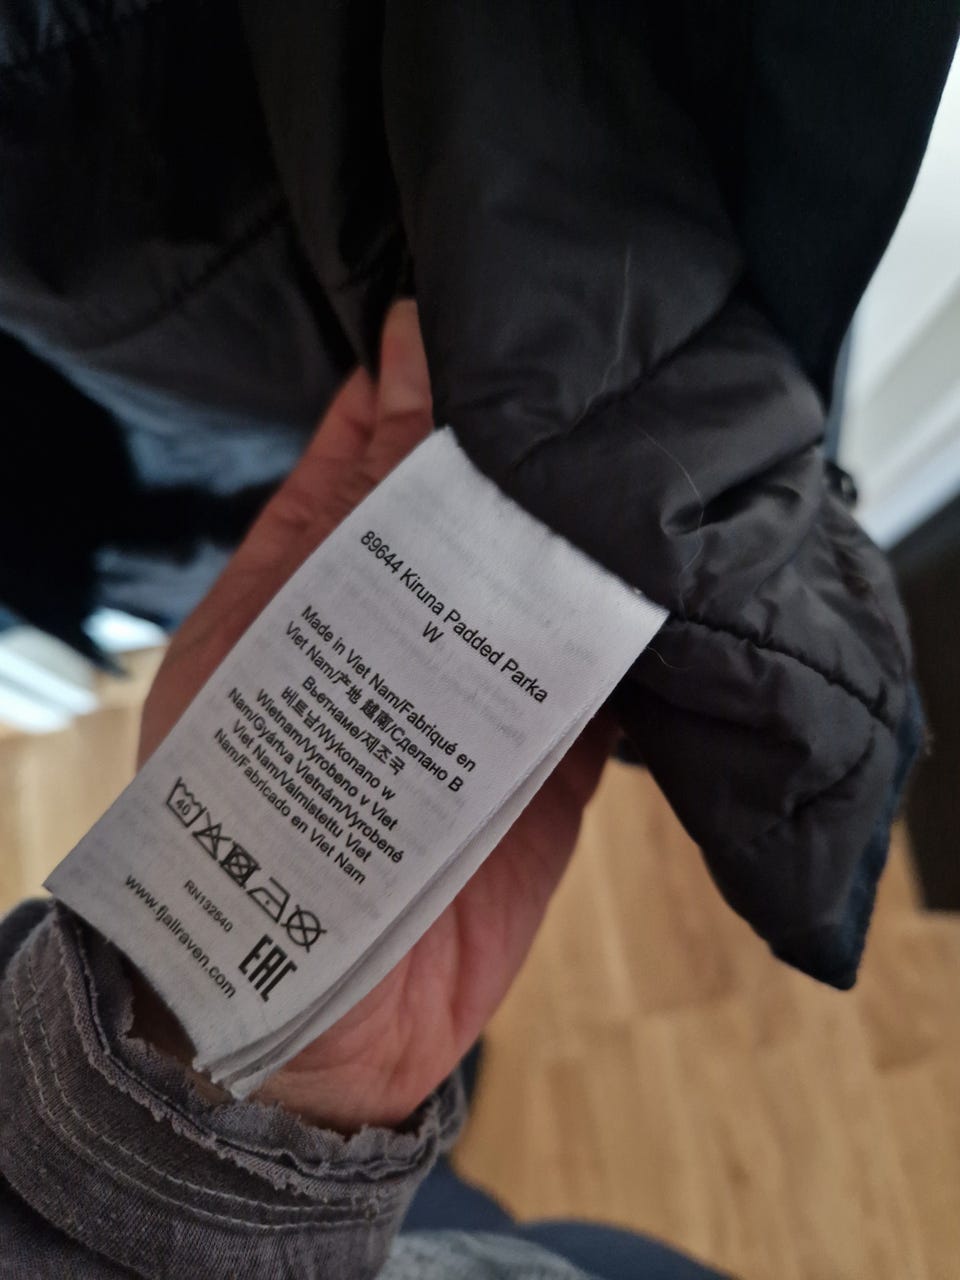 89644 Kiruna Padded Parka
W
Made in Viet Nam/Fabriqué en
Viet Nam/产地 越南/Сделано В
Вьетнаме/제조국
베트남/Wykonano w
Wietnam/Vyrobeno v Viet
Nam/Gyártva Vietnám/Vyrobené
Viet Nam/Valmistettu Viet
Nam/Fabricado en Viet Nam
40
RN132540
EAC
www.fjallraven.com